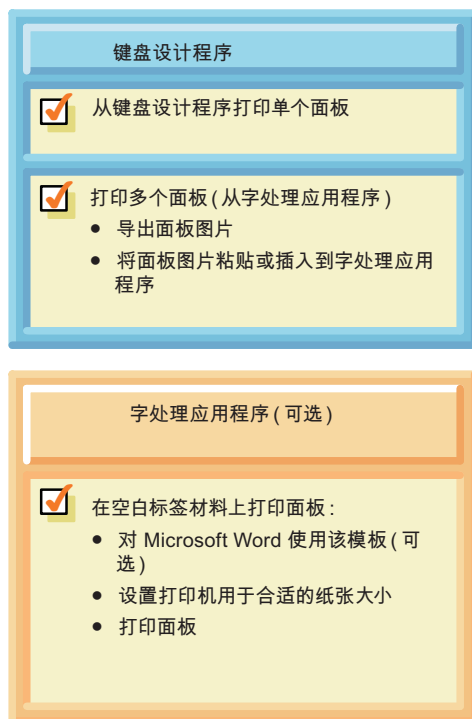 键盘设计程序
从键盘设计程序打印单个面板
打印多个面板(从字处理应用程序)
● 导出面板图片
● 将面板图片粘贴或插入到字处理应用
程序
字处理应用程序(可选)
在空白标签材料上打印面板:
● 对 Microsoft Word 使用该模板(可
选)
● 设置打印机用于合适的纸张大小
● 打印面板